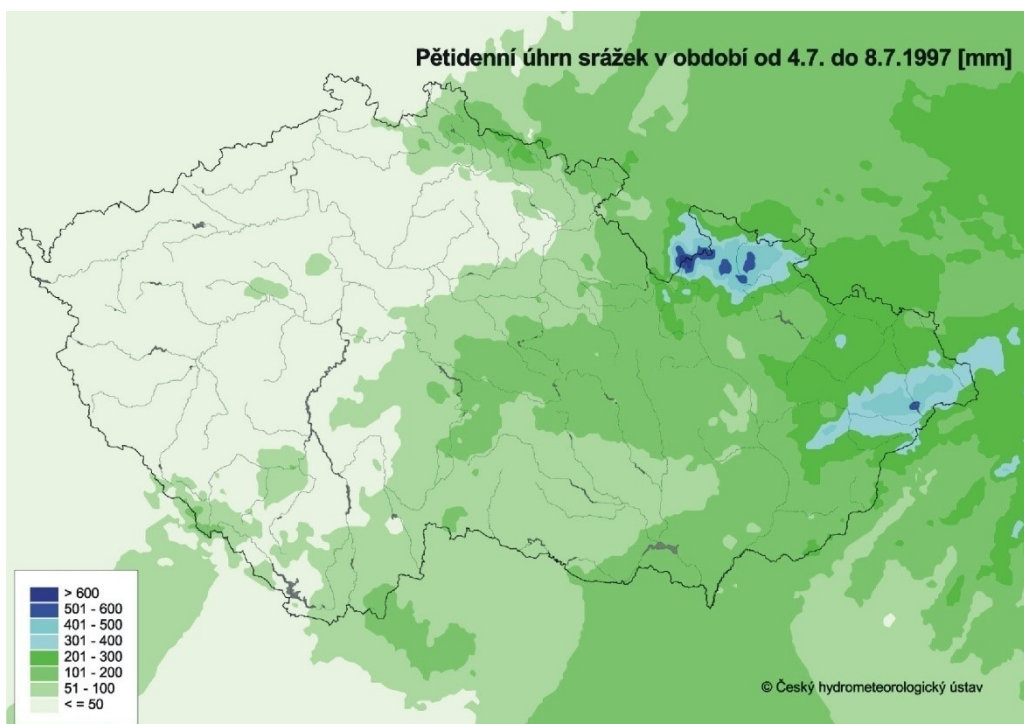 Pětidenní úhrn srážek v období od 4.7. do 8.7.1997 [mm]
> 600
501 - 600
401 - 500
301 - 400
201 - 300
101 - 200
51 - 100
< = 50
© Český hydrometeorologický ústav